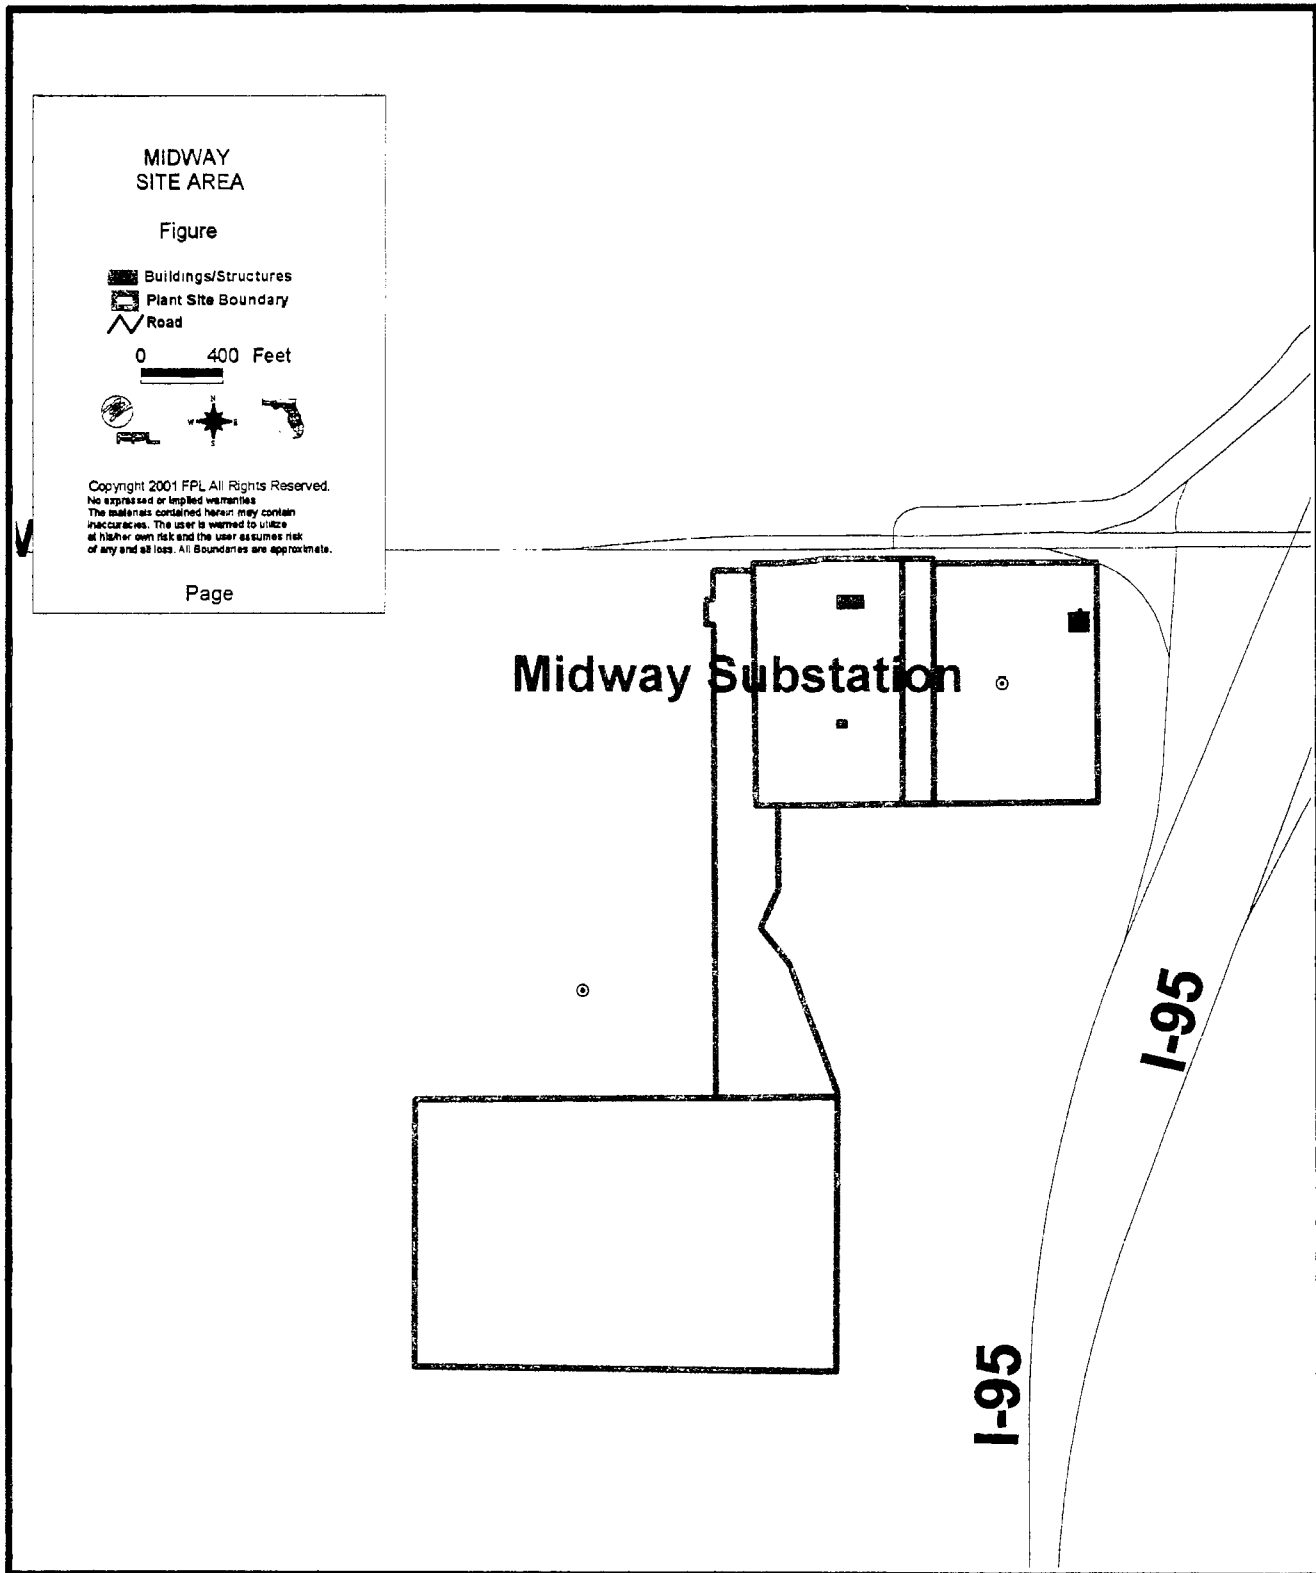 MIDWAY
SITE AREA
Figure
Buildings/Structures
Plant Site Boundary
Road
0 400 Feet
N
W E
S
FPL
Copyright 2001 FPL All Rights Reserved.
No expressed or implied warranties
The materials contained herein may contain
inaccuracies. The user is warned to utilize
at his/her own risk and the user assumes risk
of any and all loss. All Boundaries are approximate.
Page
Midway Substation
I-95
I-95